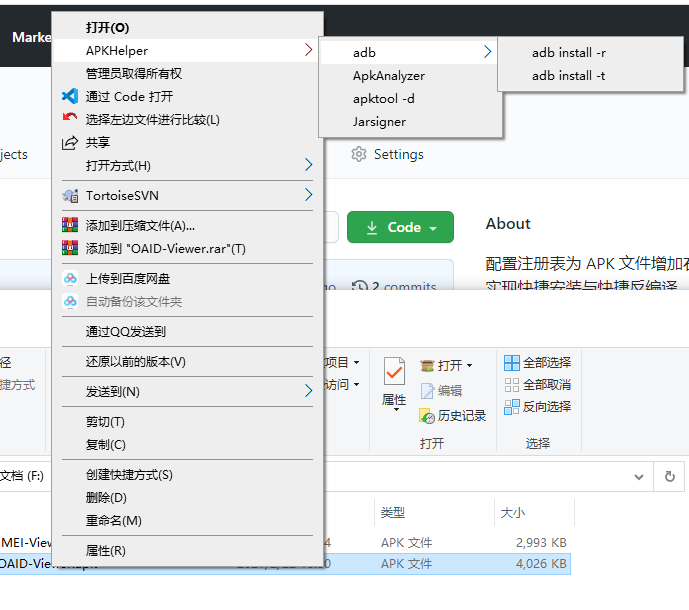 Marke
打开(O)
APKHelper
管理员取得所有权
通过 Code 打开
选择左边文件进行比较(L)
共享
打开方式(H)
TortoiseSVN
添加到压缩文件(A)...
添加到 "OAID-Viewer.rar"(T)
上传到百度网盘
自动备份该文件夹
通过QQ发送到
还原以前的版本(V)
发送到(N)
剪切(T)
复制(C)
创建快捷方式(S)
删除(D)
重命名(M)
属性(R)
adb
ApkAnalyzer
apktool -d
Jarsigner
adb install -r
adb install -t
jects
Settings
Code
About
配置注册表为 APK 文件增加
实现快捷安装与快捷反编译
2 commits
径
捷方式
项目
访问
属性
打开
编辑
历史记录
打开
全部选择
全部取消
反向选择
选择
文档 (F:)
类型
大小
MEI-View
4
APK 文件
2,993 KB
OAID-Viewer.apk
APK 文件
4,026 KB